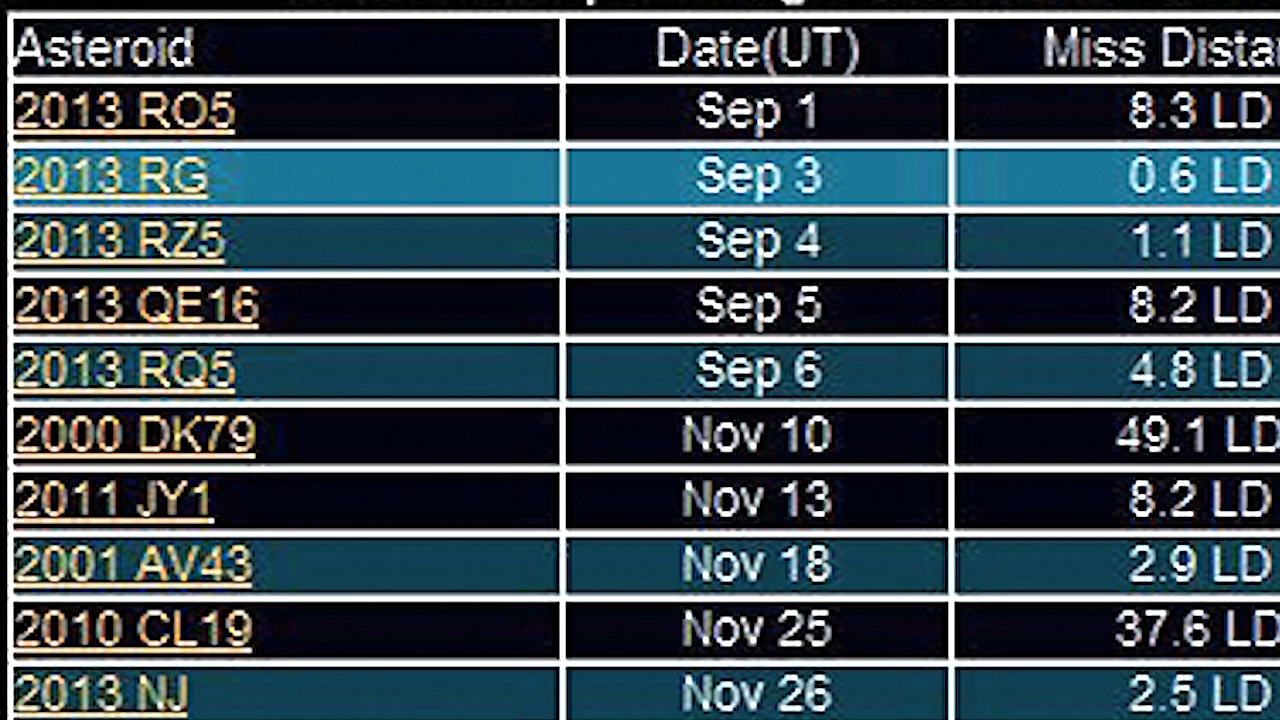 Asteroid Date(UT) Miss
2013 RO5 Sep 1 8.3 LD
2013 RG Sep 3 0.6 LD
2013 RZ5 Sep 4 1.1 LD
2013 QE16 Sep 5 8.2 LD
2013 RQ5 Sep 6 4.8 LD
2000 DK79 Nov 10 49.1 LD
2011 JY1 Nov 13 8.2 LD
2001 AV43 Nov 18 2.9 LD
2010 CL19 Nov 25 37.6 LD
2013 NJ Nov 26 2.5 LD